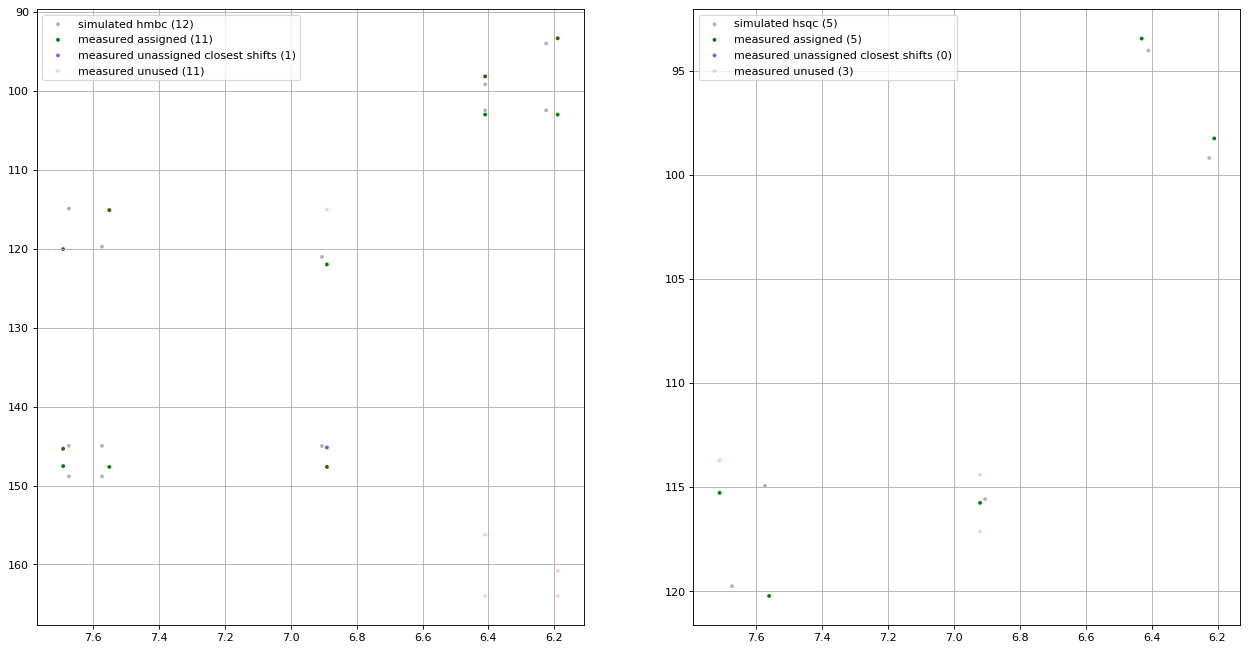 simulated hmbc (12)
measured assigned (11)
measured unassigned closest shifts (1)
measured unused (11)
90
100
110
120
130
140
150
160
7.6 7.4 7.2 7.0 6.8 6.6 6.4 6.2
simulated hsqc (5)
measured assigned (5)
measured unassigned closest shifts (0)
measured unused (3)
95
100
105
110
115
120
7.6 7.4 7.2 7.0 6.8 6.6 6.4 6.2